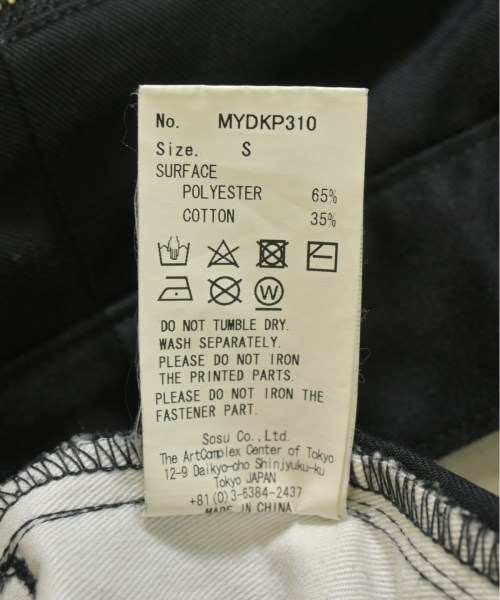 No. MYDKP310
Size. S
SURFACE
POLYESTER 65%
COTTON 35%
W
DO NOT TUMBLE DRY.
WASH SEPARATELY.
PLEASE DO NOT IRON
THE PRINTED PARTS.
PLEASE DO NOT IRON THE
FASTENER PART.
Sosu Co., Ltd.
The ArtComplex Center of Tokyo
12-9 Daikyo-cho Shinjyuku-ku
Tokyo JAPAN
+81(0)3-6384-2437
MADE IN CHINA